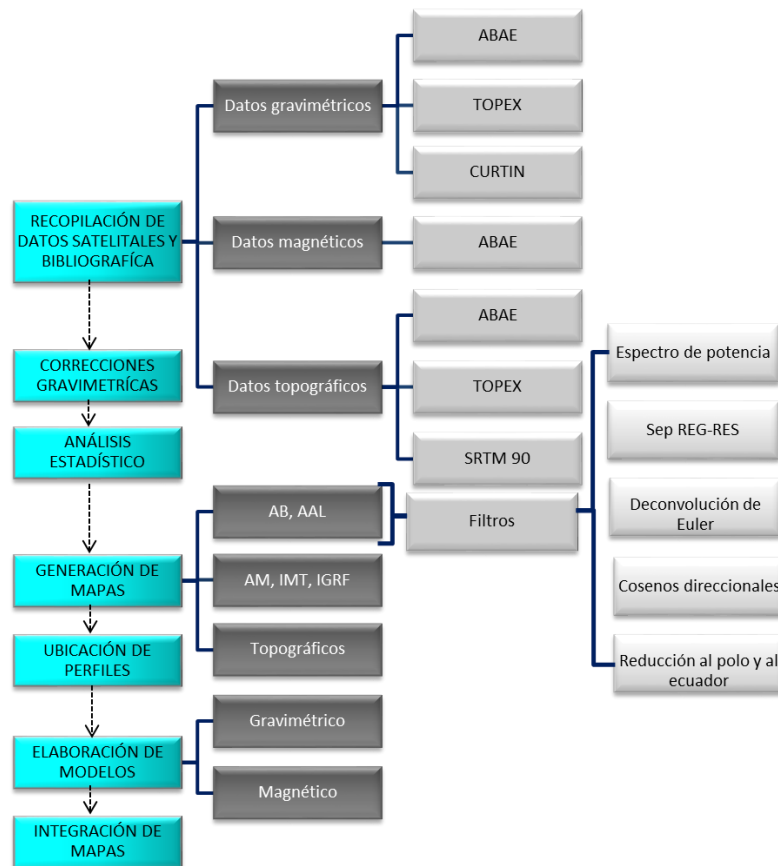 RECOPILACIÓN DE
DATOS SATELITALES Y
BIBLIOGRAFÍCA
Datos gravimétricos
ABAE
TOPEX
CURTIN
Datos magnéticos
ABAE
Datos topográficos
ABAE
TOPEX
SRTM 90
CORRECCIONES
GRAVIMETRÍCAS
ANÁLISIS
ESTADÍSTICO
GENERACIÓN DE
MAPAS
AB, AAL
AM, IMT, IGRF
Topográficos
Filtros
Espectro de potencia
Sep REG-RES
Deconvolución de
Euler
Cosenos direccionales
Reducción al polo y al
ecuador
UBICACIÓN DE
PERFILES
ELABORACIÓN DE
MODELOS
Gravimétrico
Magnético
INTEGRACIÓN DE
MAPAS